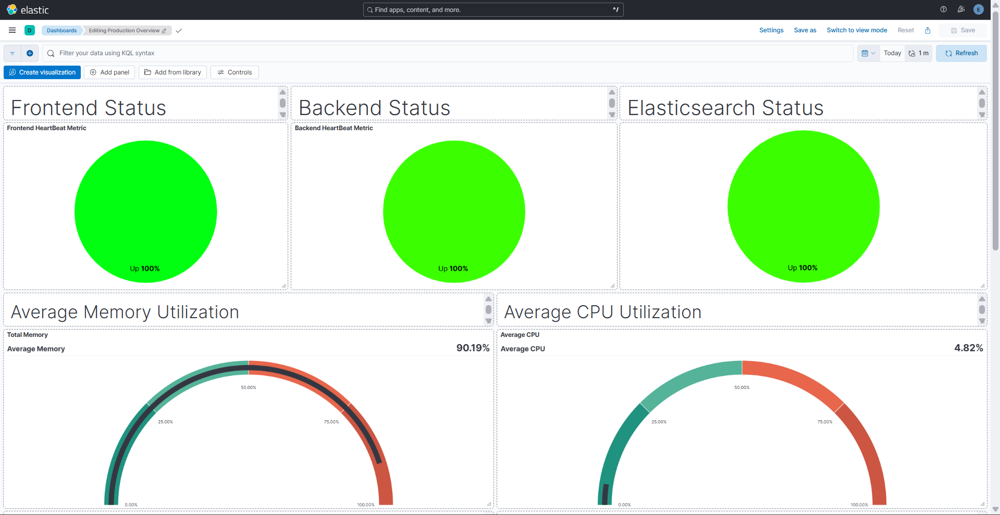 elastic
Find apps, content, and more.
^/
E
D
Dashboards
Editing Production Overview
Settings
Save as
Switch to view mode
Reset
Save
Filter your data using KQL syntax
Today
1 m
Refresh
Create visualization
Add panel
Add from library
Controls
Frontend Status
Backend Status
Elasticsearch Status
Frontend HeartBeat Metric
Backend HeartBeat Metric
Up 100%
Up 100%
Up 100%
Average Memory Utilization
Average CPU Utilization
Total Memory
Average CPU
Average Memory
90.19%
Average CPU
4.82%
50.00%
50.00%
25.00%
75.00%
25.00%
75.00%
0.00%
100.00%
0.00%
100.00%